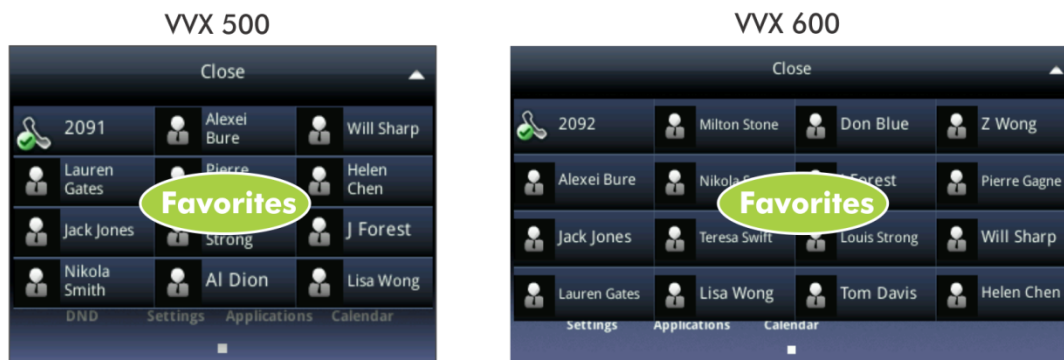 VVX 500
VVX 600
Close
2091
Alexei
Bure
Will Sharp
Lauren
Gates
Pierre
Helen
Chen
Favorites
Jack Jones
Strong
J Forest
Nikola
Smith
Al Dion
Lisa Wong
DND Settings Applications Calendar
Close
2092
Milton Stone
Don Blue
Z Wong
Alexei Bure
Nikola
Forest
Pierre Gagne
Favorites
Jack Jones
Teresa Swift
Louis Strong
Will Sharp
Lauren Gates
Lisa Wong
Tom Davis
Helen Chen
Settings Applications Calendar